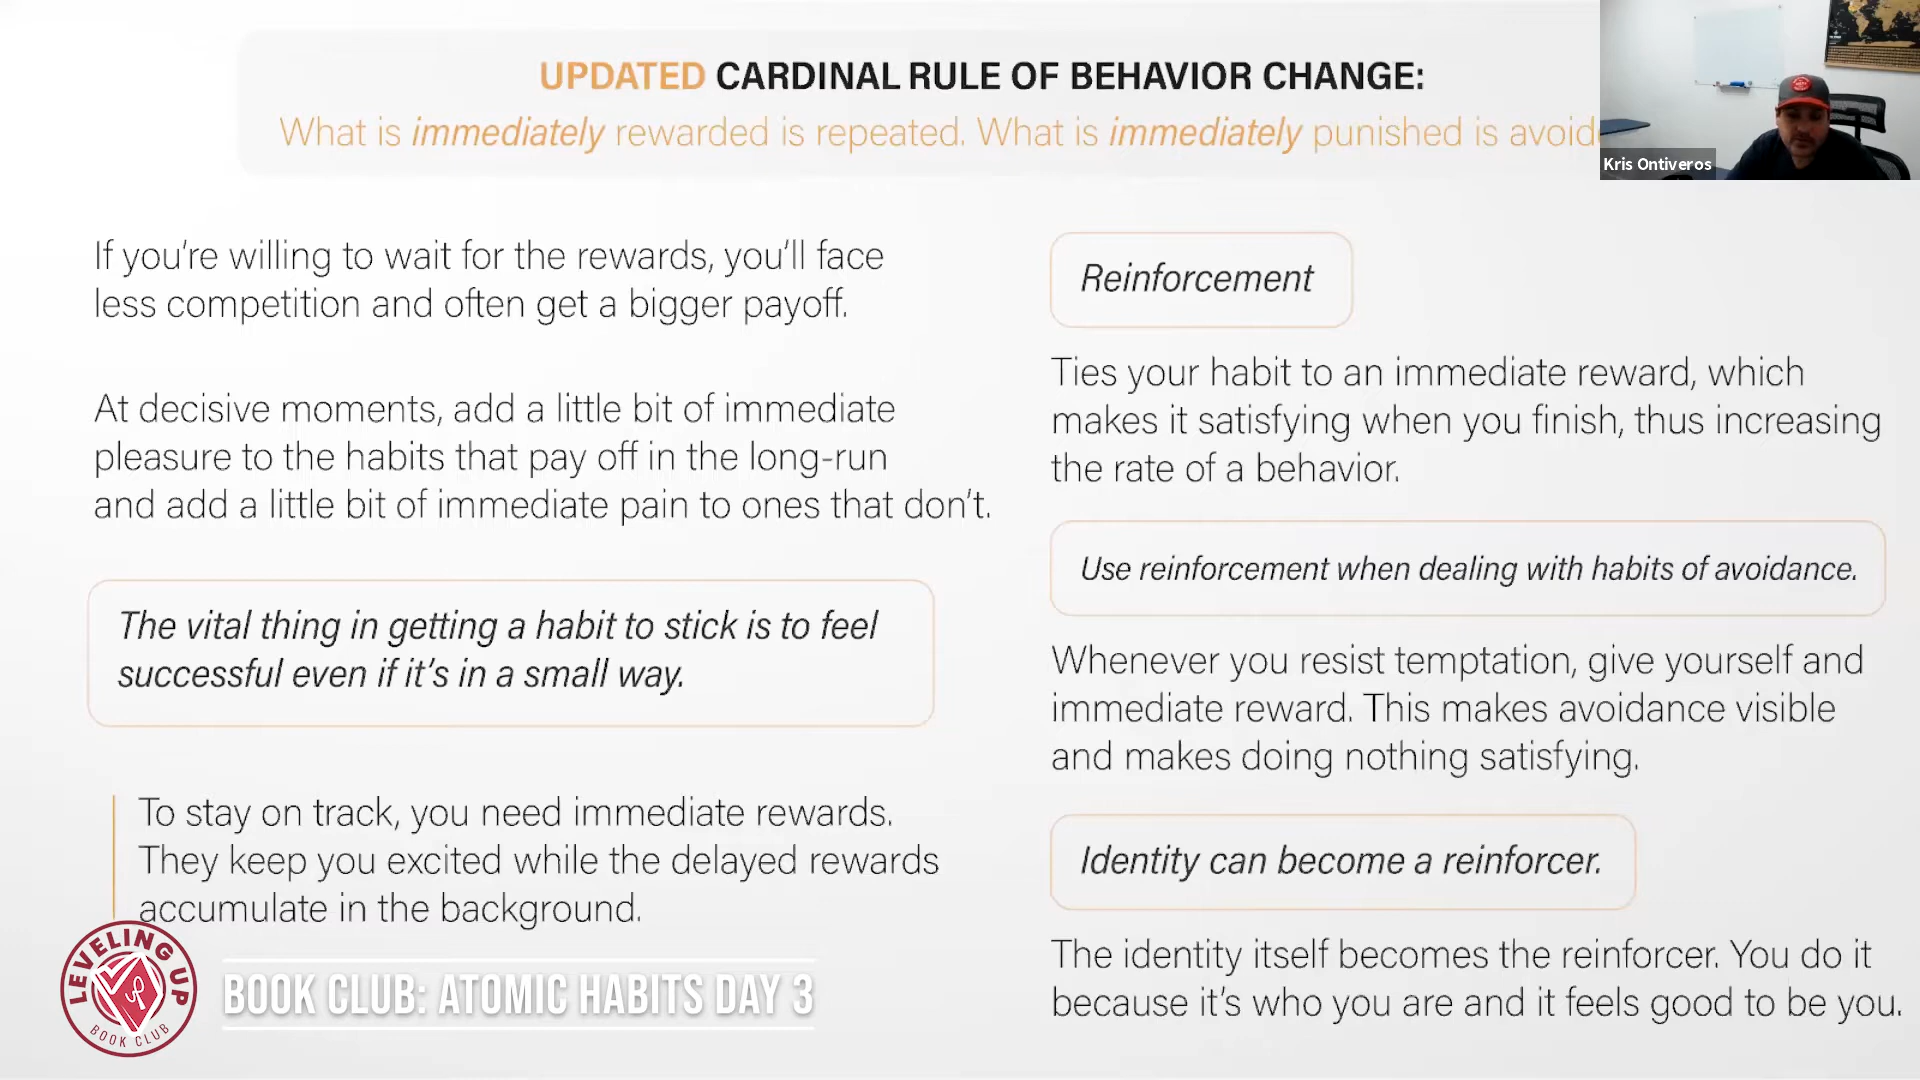 UPDATED CARDINAL RULE OF BEHAVIOR CHANGE:
What is immediately rewarded is repeated. What is immediately punished is
Kris Ontiveros
If you're willing to wait for the rewards, you'll face
less competition and often get a bigger payoff.
At decisive moments, add a little bit of immediate
pleasure to the habits that pay off in the long-run
and add a little bit of immediate pain to ones that don't.
The vital thing in getting a habit to stick is to feel
successful even if it's in a small way.
To stay on track, you need immediate rewards.
They keep you excited while the delayed rewards
accumulate in the background.
Reinforcement
Ties your habit to an immediate reward, which
makes it satisfying when you finish, thus increasing
the rate of a behavior.
Use reinforcement when dealing with habits of avoidance.
Whenever you resist temptation, give yourself and
immediate reward. This makes avoidance visible
and makes doing nothing satisfying.
Identity can become a reinforcer.
The identity itself becomes the reinforcer. You do it
because it's who you are and it feels good to be you.
LEVELING UP
BOOK CLUB
BOOK CLUB: ATOMIC HABITS DAY 3